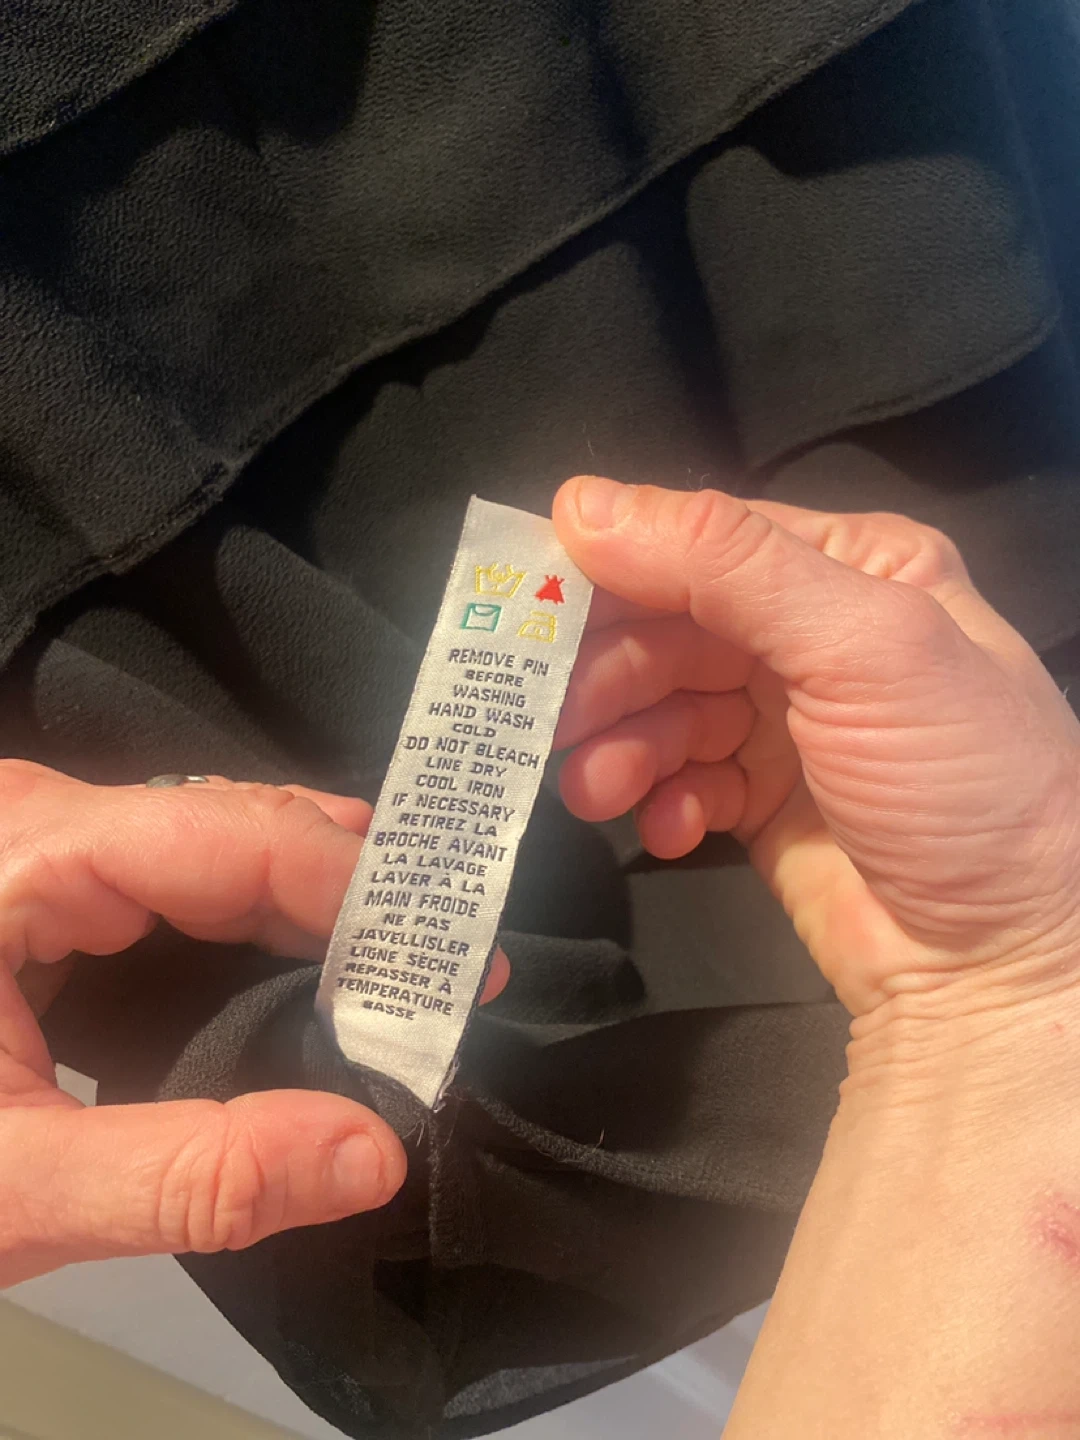 REMOVE PIN
BEFORE
WASHING
HAND WASH
COLD
DO NOT BLEACH
LINE DRY
COOL IRON
IF NECESSARY
RETIREZ LA
BROCHE AVANT
LA LAVAGE
LAVER À LA
MAIN FROIDE
NE PAS
JAVELLISLER
LIGNE SÈCHE
REPASSER À
TEMPERATURE
BASSE